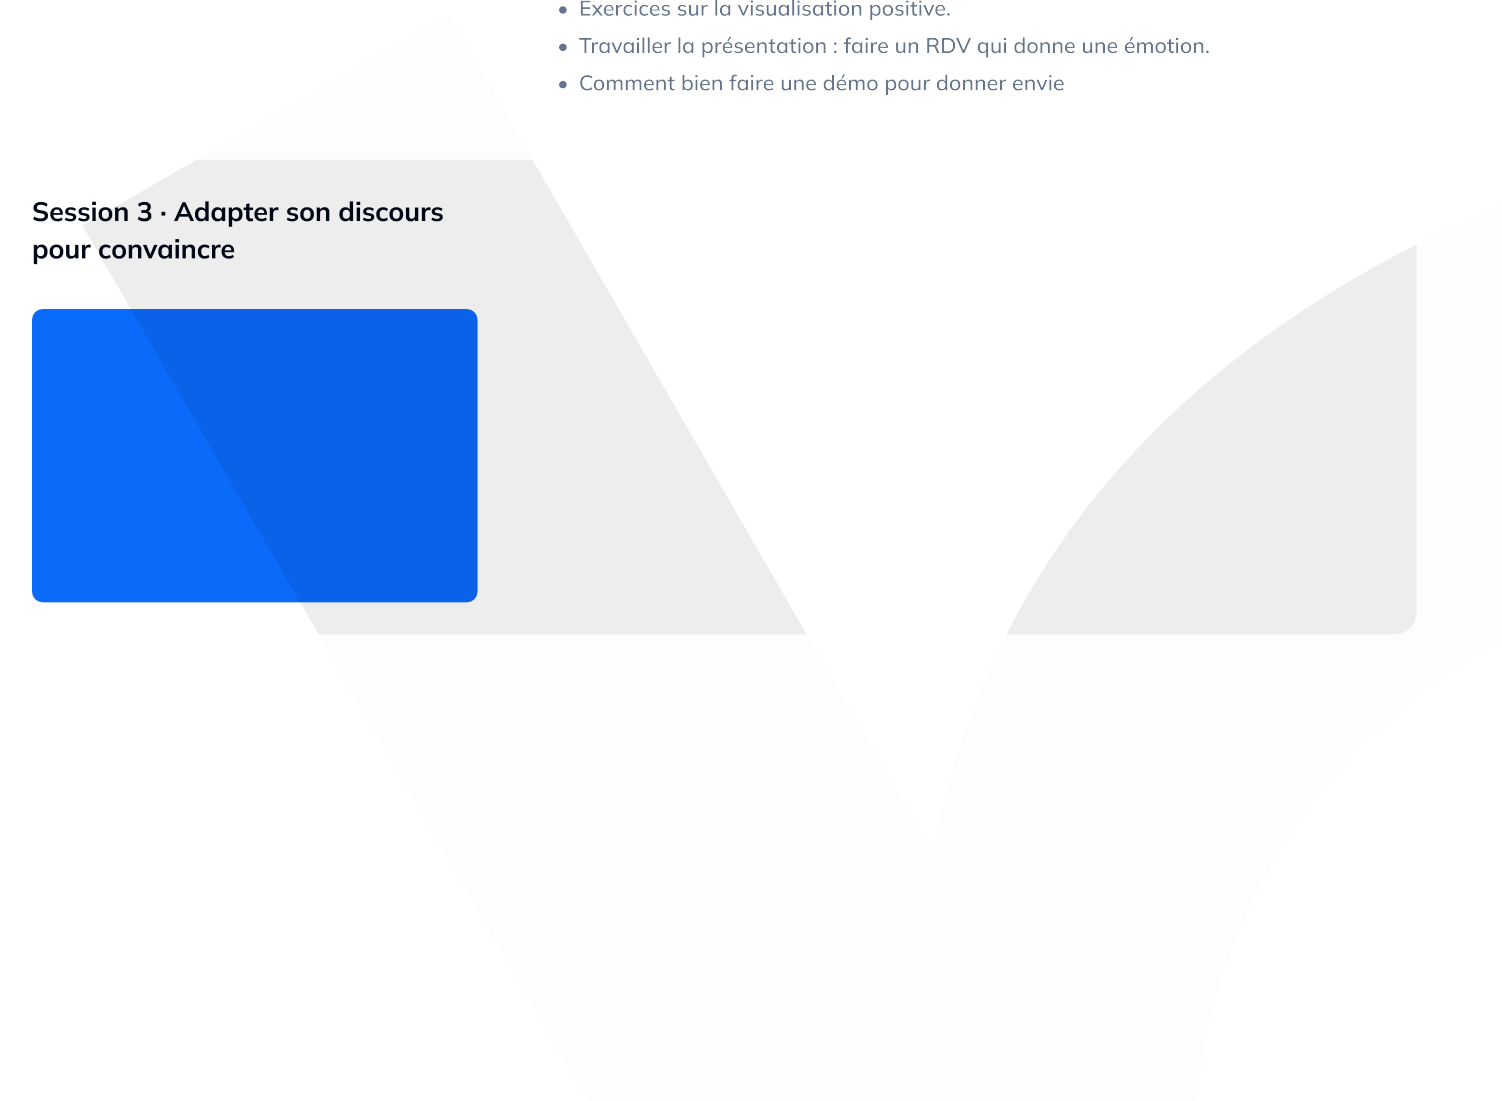 • Exercices sur la visualisation positive.
• Travailler la présentation : faire un RDV qui donne une émotion.
• Comment bien faire une démo pour donner envie
Session 3 · Adapter son discours
pour convaincre